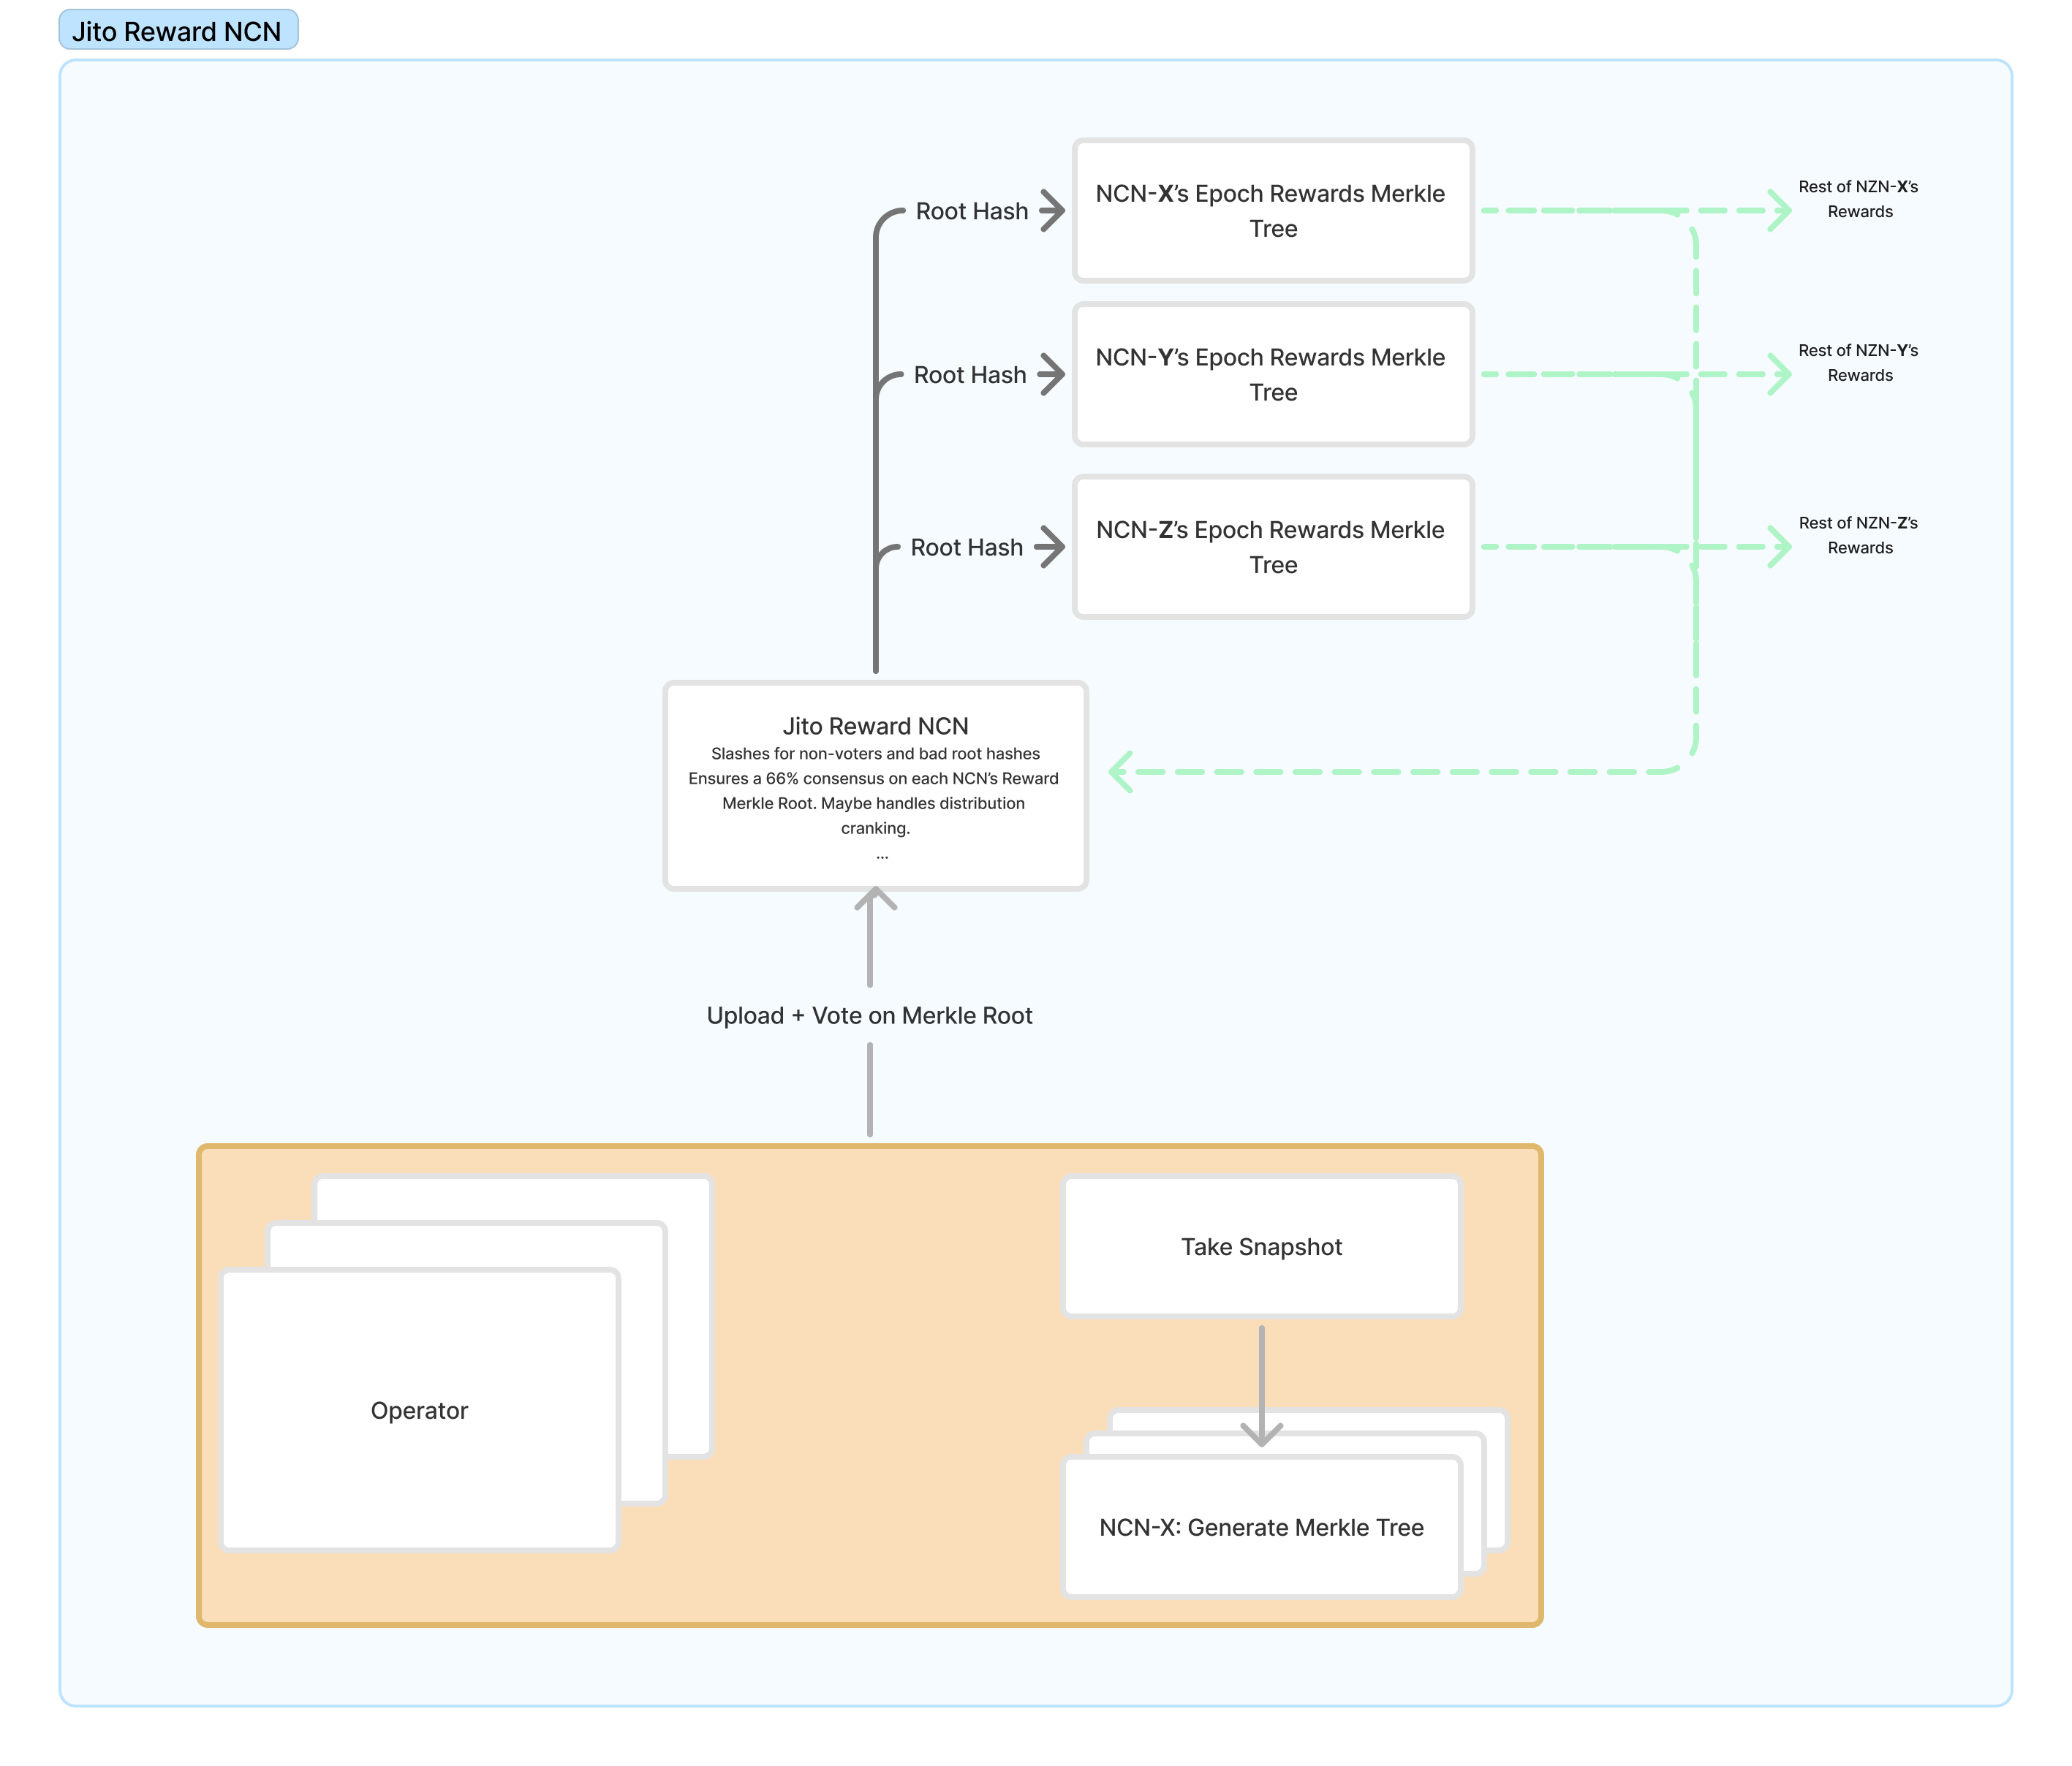 Jito Reward NCN
Root Hash
NCN-X’s Epoch Rewards Merkle
Tree
Rest of NZN-X’s
Rewards
Root Hash
NCN-Y’s Epoch Rewards Merkle
Tree
Rest of NZN-Y’s
Rewards
Root Hash
NCN-Z’s Epoch Rewards Merkle
Tree
Rest of NZN-Z’s
Rewards
Jito Reward NCN
Slashes for non-voters and bad root hashes
Ensures a 66% consensus on each NCN’s Reward
Merkle Root. Maybe handles distribution
cranking.
...
Upload + Vote on Merkle Root
Operator
Take Snapshot
NCN-X: Generate Merkle Tree